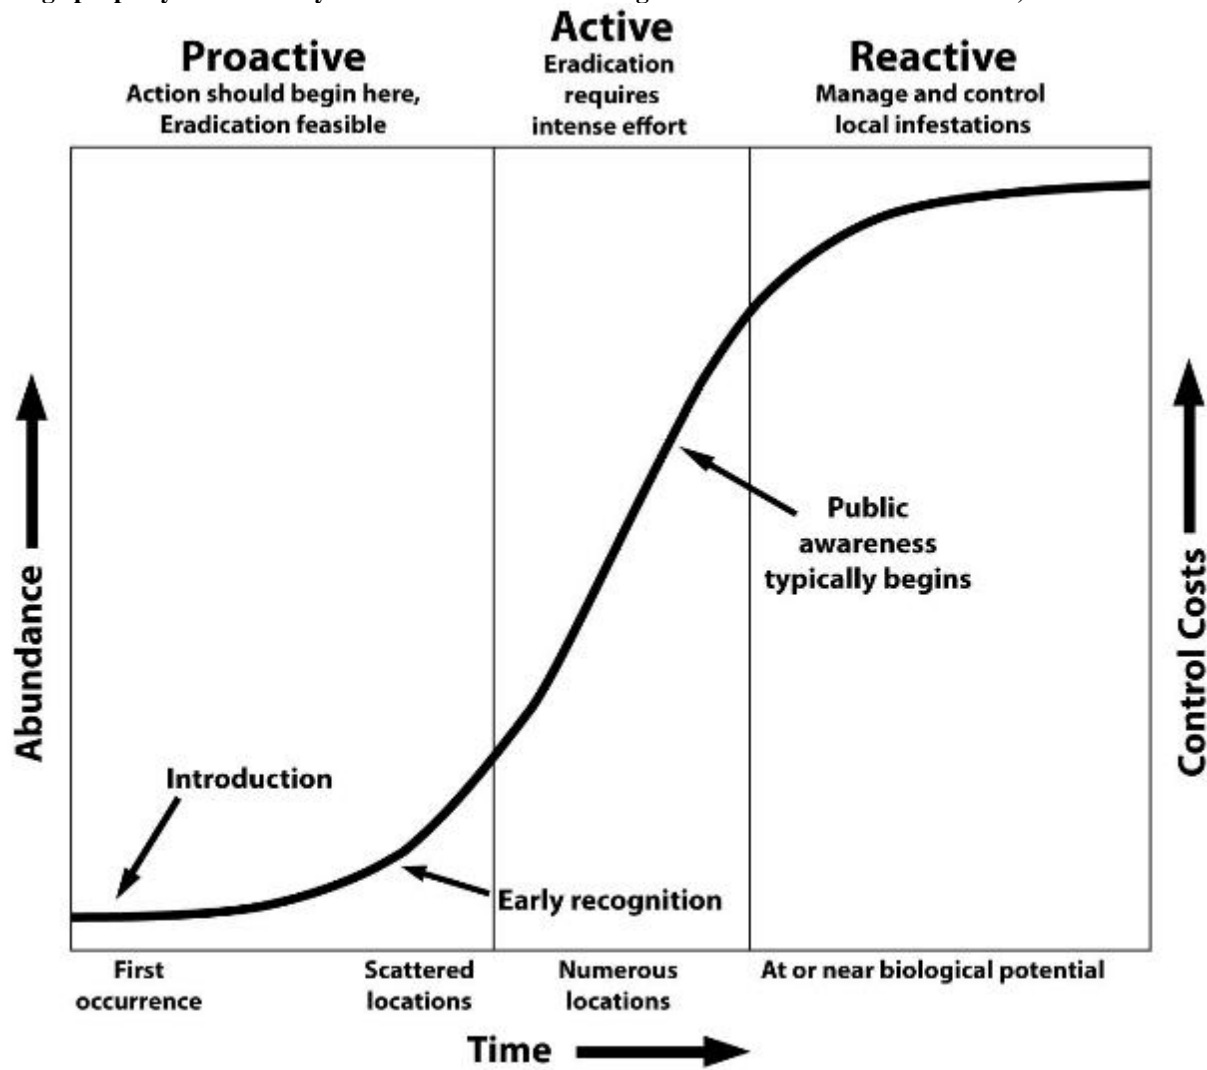 Proactive
Action should begin here,
Eradication feasible
Active
Eradication
requires
intense effort
Reactive
Manage and control
local infestations
Abundance
Control Costs
Public
awareness
typically begins
Introduction
Early recognition
First
occurrence
Scattered
locations
Numerous
locations
At or near biological potential
Time